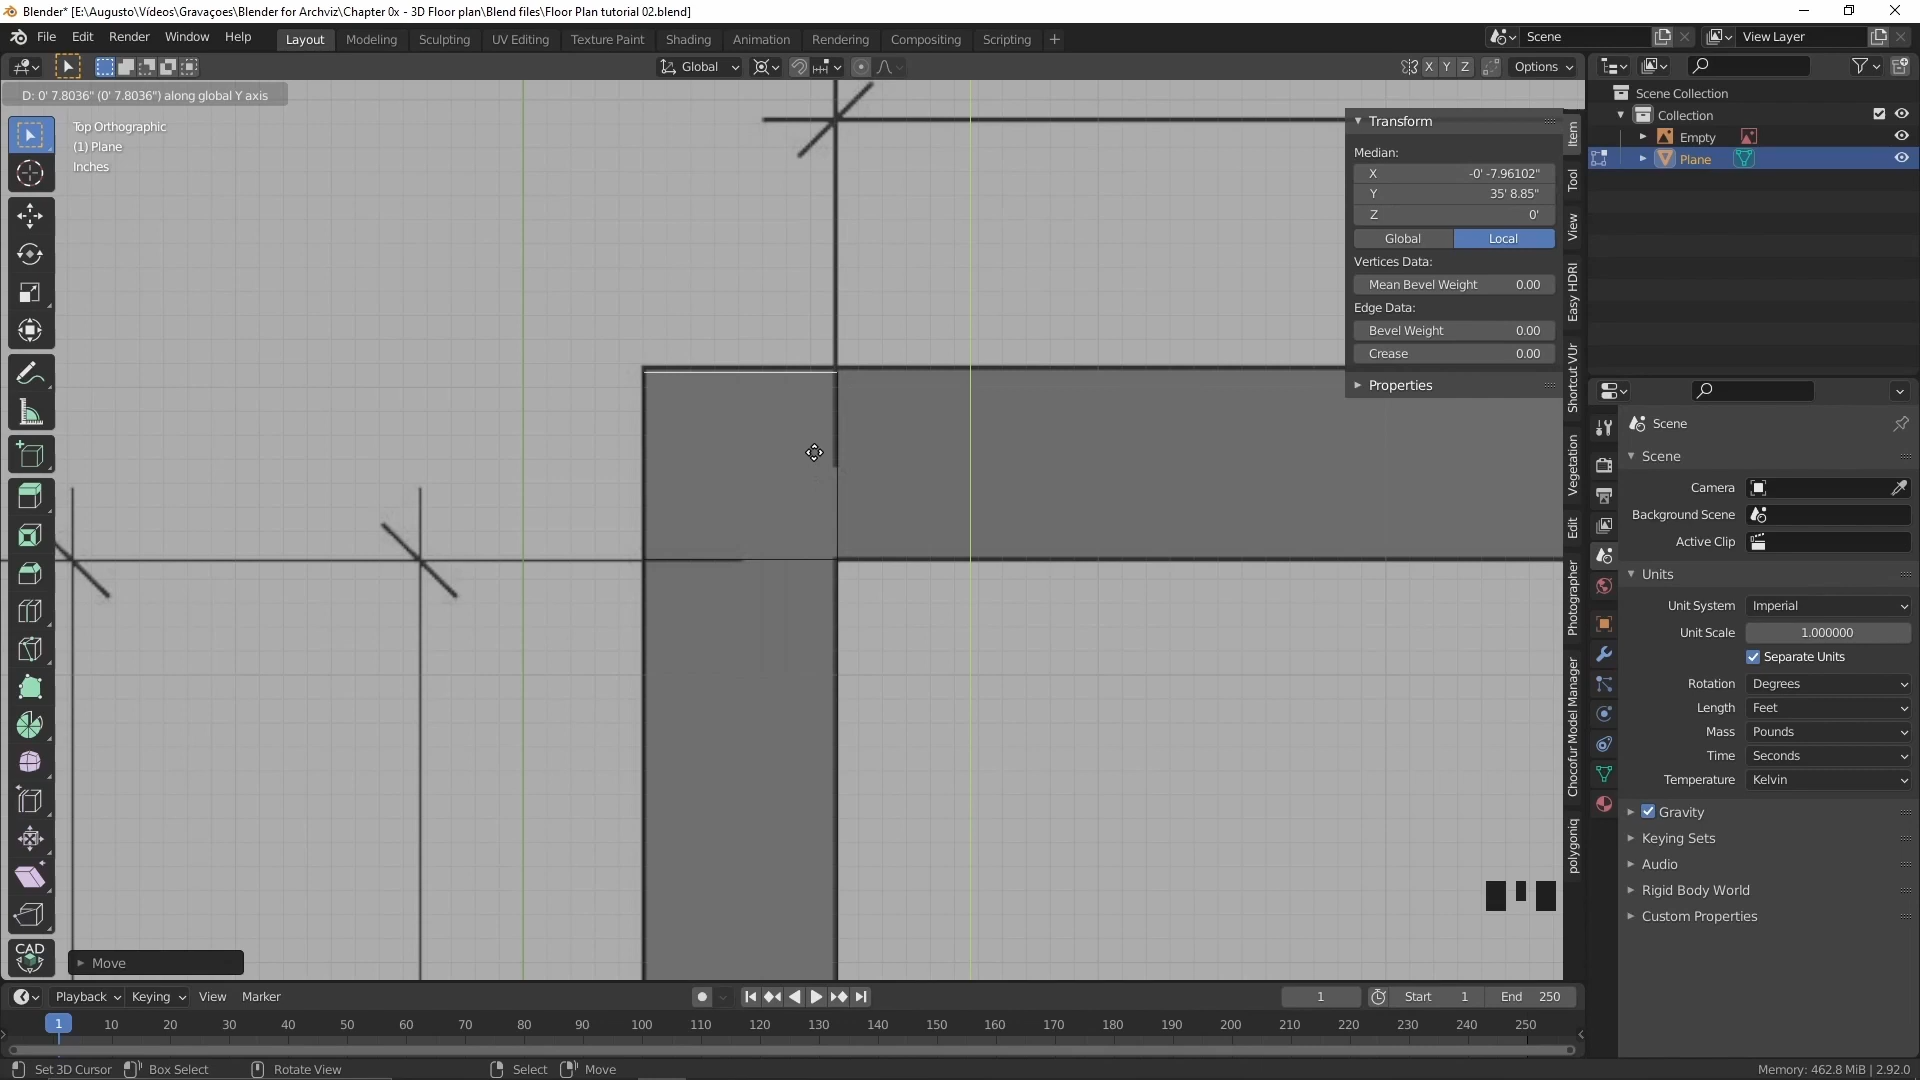 Blender* [E:\Augusto\Vídeos\Gravaçoes\Blender for Archviz\Chapter 0x - 3D Floor plan\Blend files\Floor Plan tutorial 02.blend]
File Edit Render Window Help Layout Modeling Sculpting UV Editing Texture Paint Shading Animation Rendering Compositing Scripting + Scene View Layer
Global X Y Z Options
D: 0' 7.8036" (0' 7.8036") along global Y axis
Top Orthographic
(1) Plane
Inches
Transform
Median:
X -0' -7.96102"
Y 35' 8.85"
Z 0'
Global Local
Vertices Data:
Mean Bevel Weight 0.00
Edge Data:
Bevel Weight 0.00
Crease 0.00
Properties
Item
Tool
View
Easy HDRI
Shortcut VUr
Vegetation
Edit
Photographer
Chocofur Model Manager
polygoniq
Scene Collection
Collection
Empty
Plane
Scene
Scene
Camera
Background Scene
Active Clip
Units
Unit System Imperial
Unit Scale 1.000000
Separate Units
Rotation Degrees
Length Feet
Mass Pounds
Time Seconds
Temperature Kelvin
Gravity
Keying Sets
Audio
Rigid Body World
Custom Properties
CAD
Move
Playback Keying View Marker 1 Start 1 End 250
1 10 20 30 40 50 60 70 80 90 100 110 120 130 140 150 160 170 180 190 200 210 220 230 240 250
Set 3D Cursor Box Select Rotate View Select Move Memory: 462.8 MiB | 2.92.0